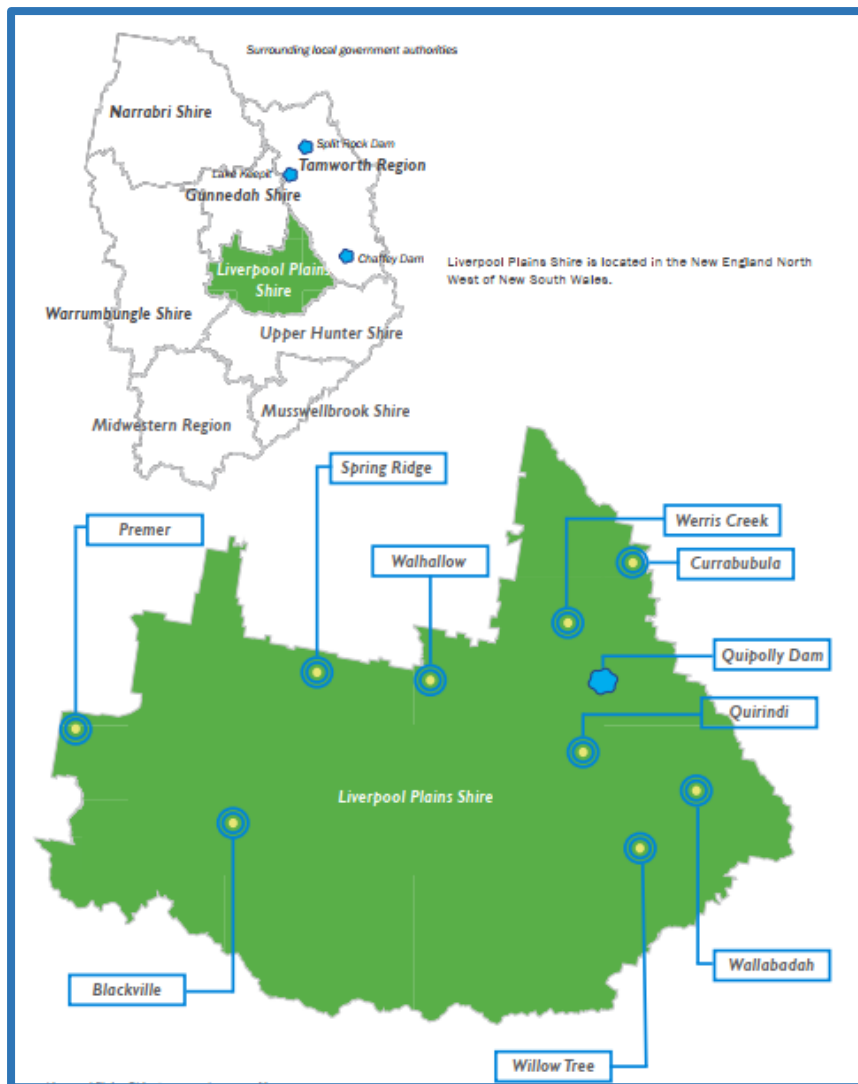 Surrounding local government authorities
Narrabri Shire
Split Rock Dam
Tamworth Region
Lake Keepit
Gunnedah Shire
Chaffey Dam
Liverpool Plains
Shire
Liverpool Plains Shire is located in the New England North
West of New South Wales.
Warrumbungle Shire
Upper Hunter Shire
Musswellbrook Shire
Midwestern Region
Spring Ridge
Premer
Werris Creek
Walhallow
Currabubula
Quipolly Dam
Quirindi
Liverpool Plains Shire
Wallabadah
Blackville
Willow Tree